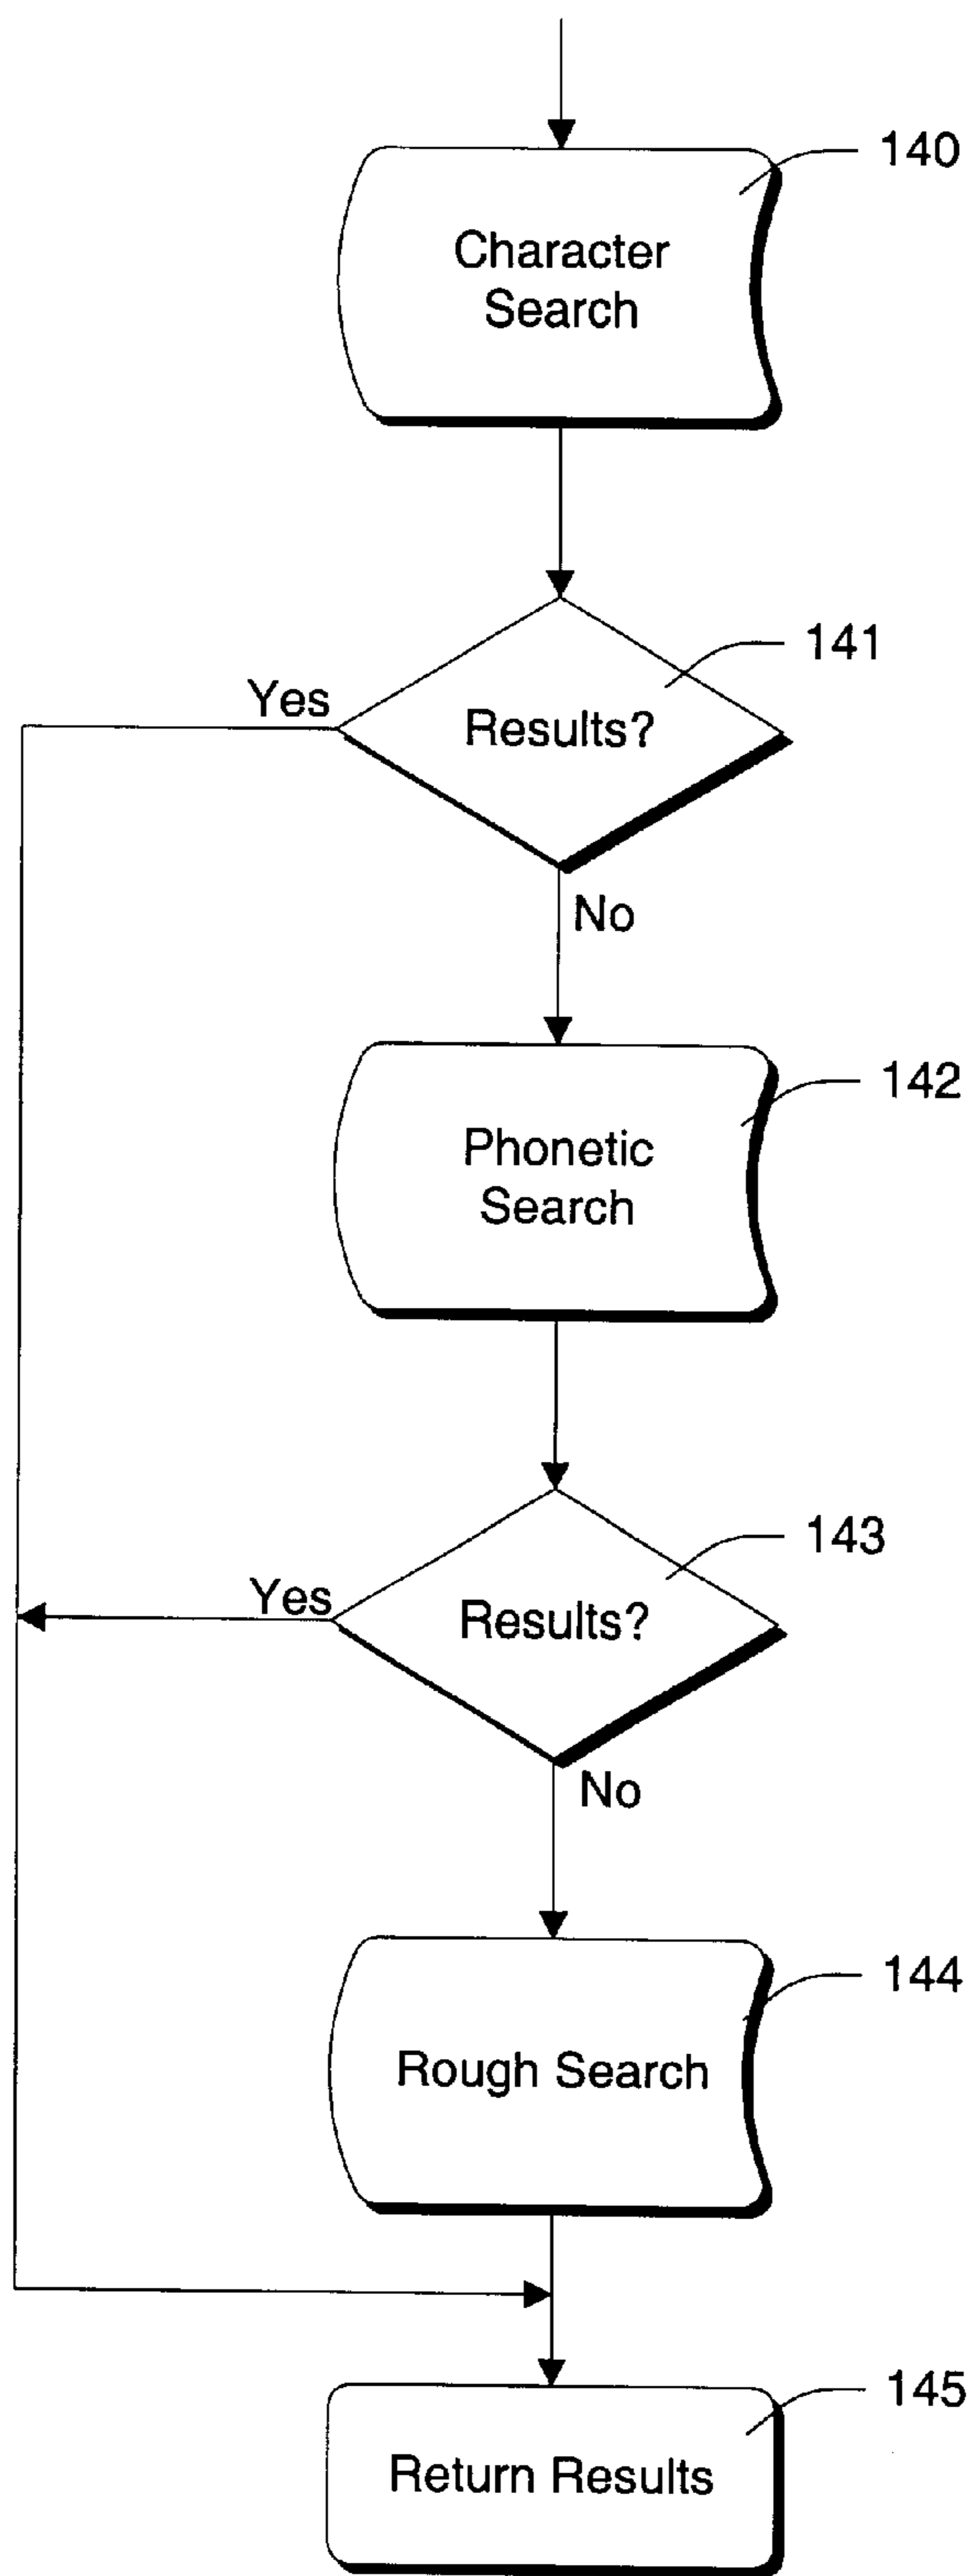 140
Character
Search
141
Yes
Results?
No
142
Phonetic
Search
143
Yes
Results?
No
144
Rough Search
145
Return Results